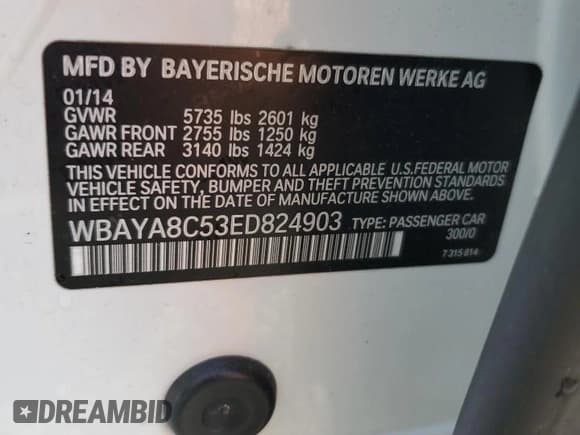 MFD BY BAYERISCHE MOTOREN WERKE AG
01/14
GVWR 5735 lbs 2601 kg
GAWR FRONT 2755 lbs 1250 kg
GAWR REAR 3140 lbs 1424 kg
THIS VEHICLE CONFORMS TO ALL APPLICABLE U.S.FEDERAL MOTOR
VEHICLE SAFETY, BUMPER AND THEFT PREVENTION STANDARDS
IN EFFECT ON THE DATE OF MANUFACTURE SHOWN ABOVE.
WBAYA8C53ED824903 TYPE: PASSENGER CAR
300/0
7315814
DREAMBID